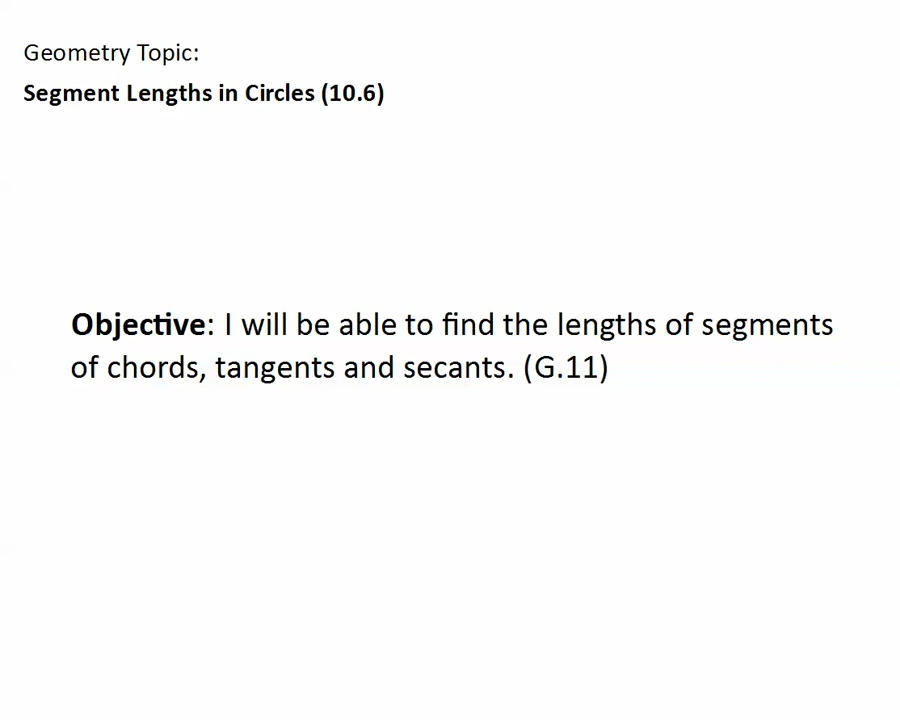 Geometry Topic:
Segment Lengths in Circles (10.6)
Objective: I will be able to find the lengths of segments
of chords, tangents and secants. (G.11)